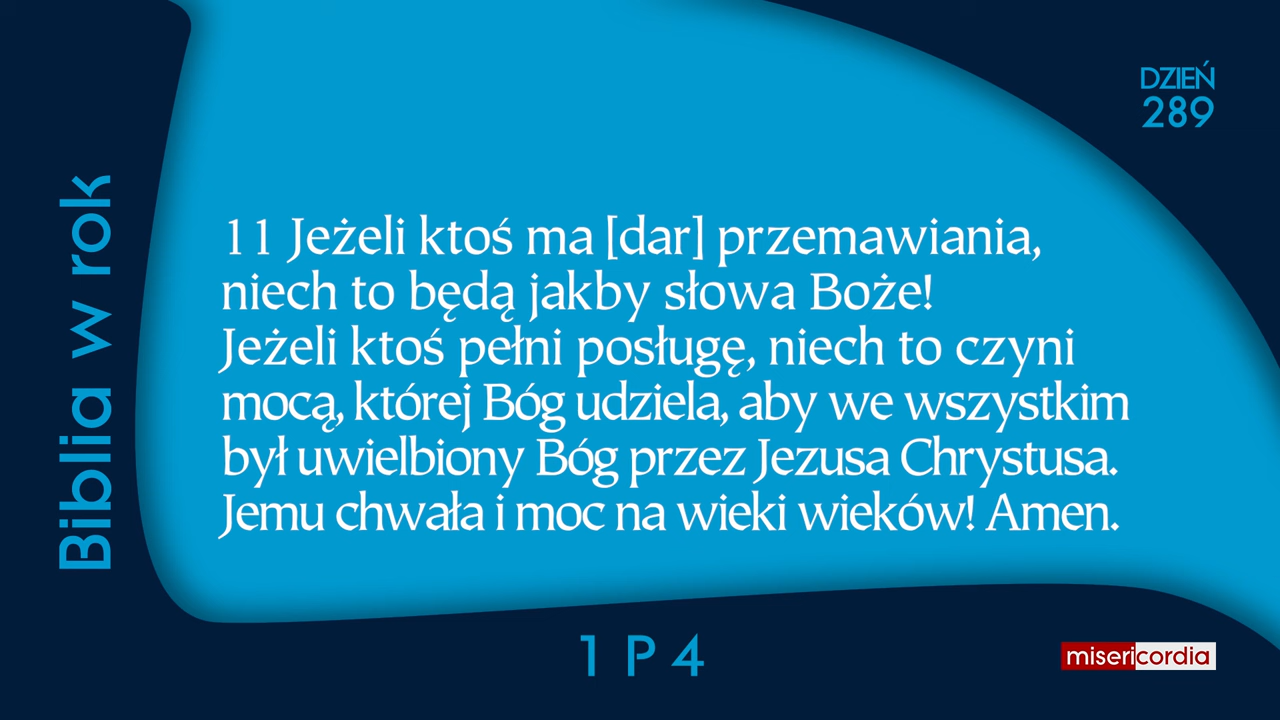 DZIEŃ
289
Biblia w rok
11 Jeżeli ktoś ma [dar] przemawiania,
niech to będą jakby słowa Boże!
Jeżeli ktoś pełni posługę, niech to czyni
mocą, której Bóg udziela, aby we wszystkim
był uwielbiony Bóg przez Jezusa Chrystusa.
Jemu chwała i moc na wieki wieków! Amen.
1 P 4
misericordia